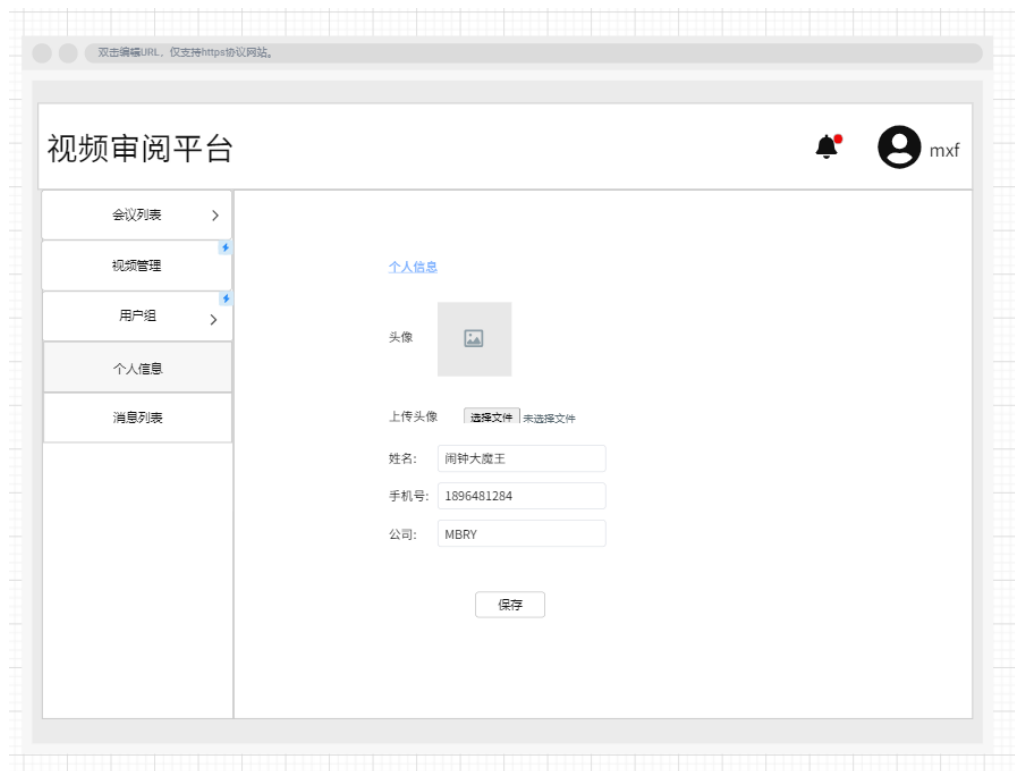 双击编辑URL，仅支持https协议网站。
视频审阅平台
mxf
会议列表
视频管理
用户组
个人信息
消息列表
个人信息
头像
上传头像 选择文件 未选择文件
姓名: 闹钟大魔王
手机号: 1896481284
公司: MBRY
保存